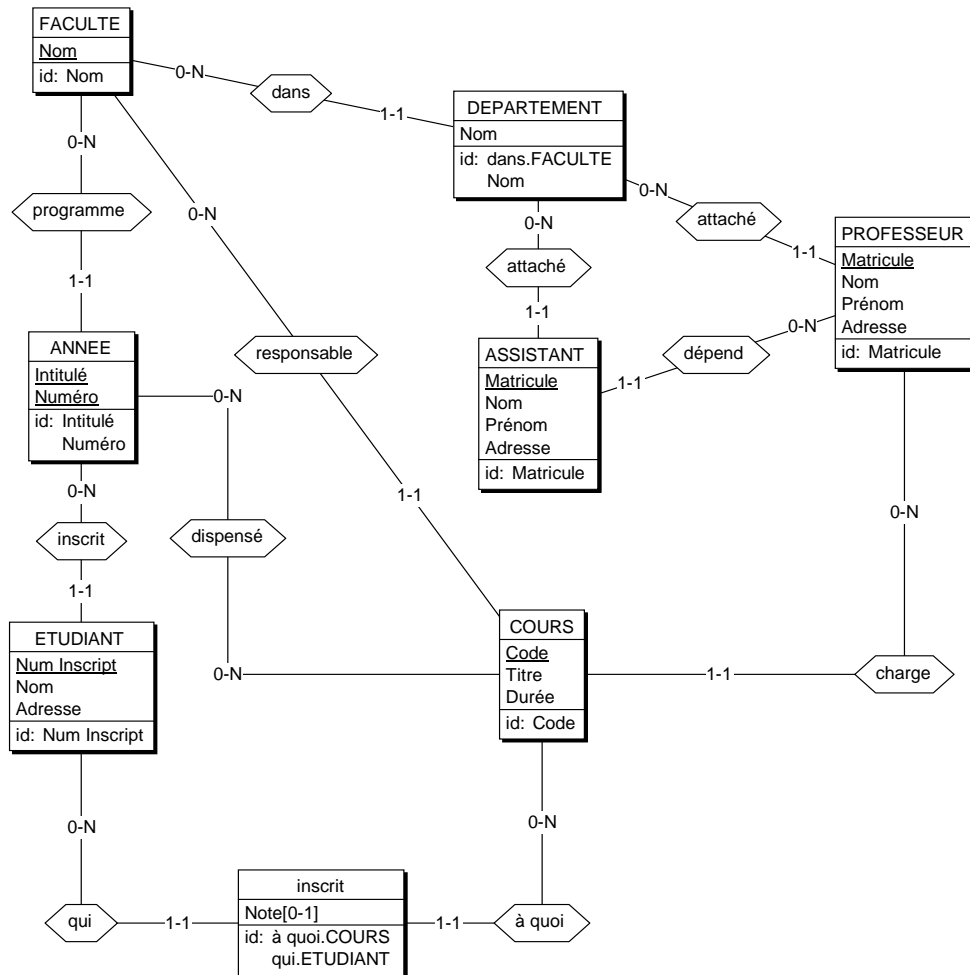 FACULTE
Nom
id: Nom
0-N
dans
1-1
DEPARTEMENT
Nom
id: dans.FACULTE
Nom
0-N
programme
1-1
0-N
responsable
1-1
0-N
attaché
1-1
0-N
attaché
1-1
PROFESSEUR
Matricule
Nom
Prénom
Adresse
id: Matricule
ANNEE
Intitulé
Numéro
id: Intitulé
Numéro
0-N
dispensé
0-N
ASSISTANT
Matricule
Nom
Prénom
Adresse
id: Matricule
1-1
dépend
0-N
0-N
inscrit
1-1
ETUDIANT
Num Inscript
Nom
Adresse
id: Num Inscript
COURS
Code
Titre
Durée
id: Code
1-1
charge
0-N
0-N
qui
1-1
inscrit
Note[0-1]
id: à quoi.COURS
qui.ETUDIANT
1-1
à quoi
0-N